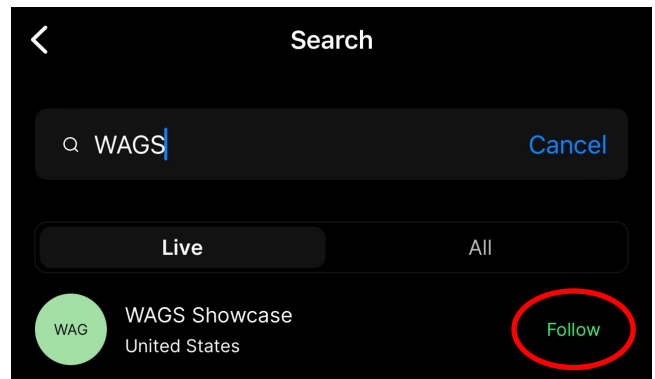 Search
WAGS
Cancel
Live
All
WAG
WAGS Showcase
United States
Follow